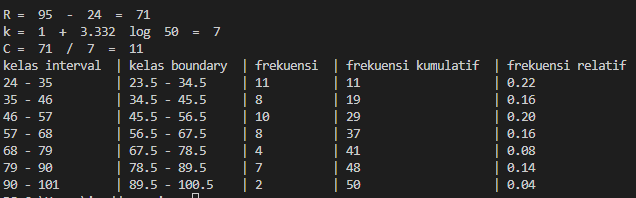 R = 95 - 24 = 71
k = 1 + 3.332 log 50 = 7
C = 71 / 7 = 11
kelas interval | kelas boundary | frekuensi | frekuensi kumulatif | frekuensi relatif
24 - 35 | 23.5 - 34.5 | 11 | 11 | 0.22
35 - 46 | 34.5 - 45.5 | 8 | 19 | 0.16
46 - 57 | 45.5 - 56.5 | 10 | 29 | 0.20
57 - 68 | 56.5 - 67.5 | 8 | 37 | 0.16
68 - 79 | 67.5 - 78.5 | 4 | 41 | 0.08
79 - 90 | 78.5 - 89.5 | 7 | 48 | 0.14
90 - 101 | 89.5 - 100.5 | 2 | 50 | 0.04